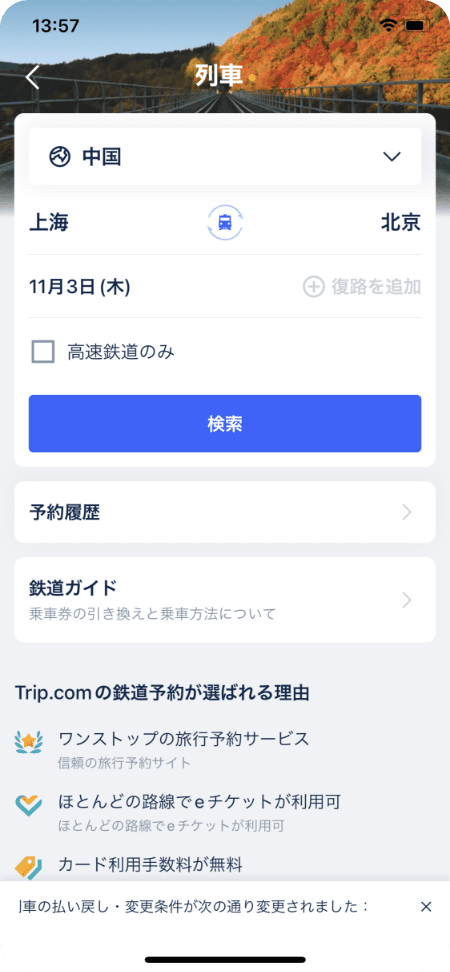 13:57
列車
中国
上海
北京
11月3日(木)
復路を追加
高速鉄道のみ
検索
予約履歴
鉄道ガイド
乗車券の引き換えと乗車方法について
Trip.comの鉄道予約が選ばれる理由
ワンストップの旅行予約サービス
信頼の旅行予約サイト
ほとんどの路線でeチケットが利用可
ほとんどの路線でeチケットが利用可
カード利用手数料が無料
車の払い戻し・変更条件が次の通り変更されました：